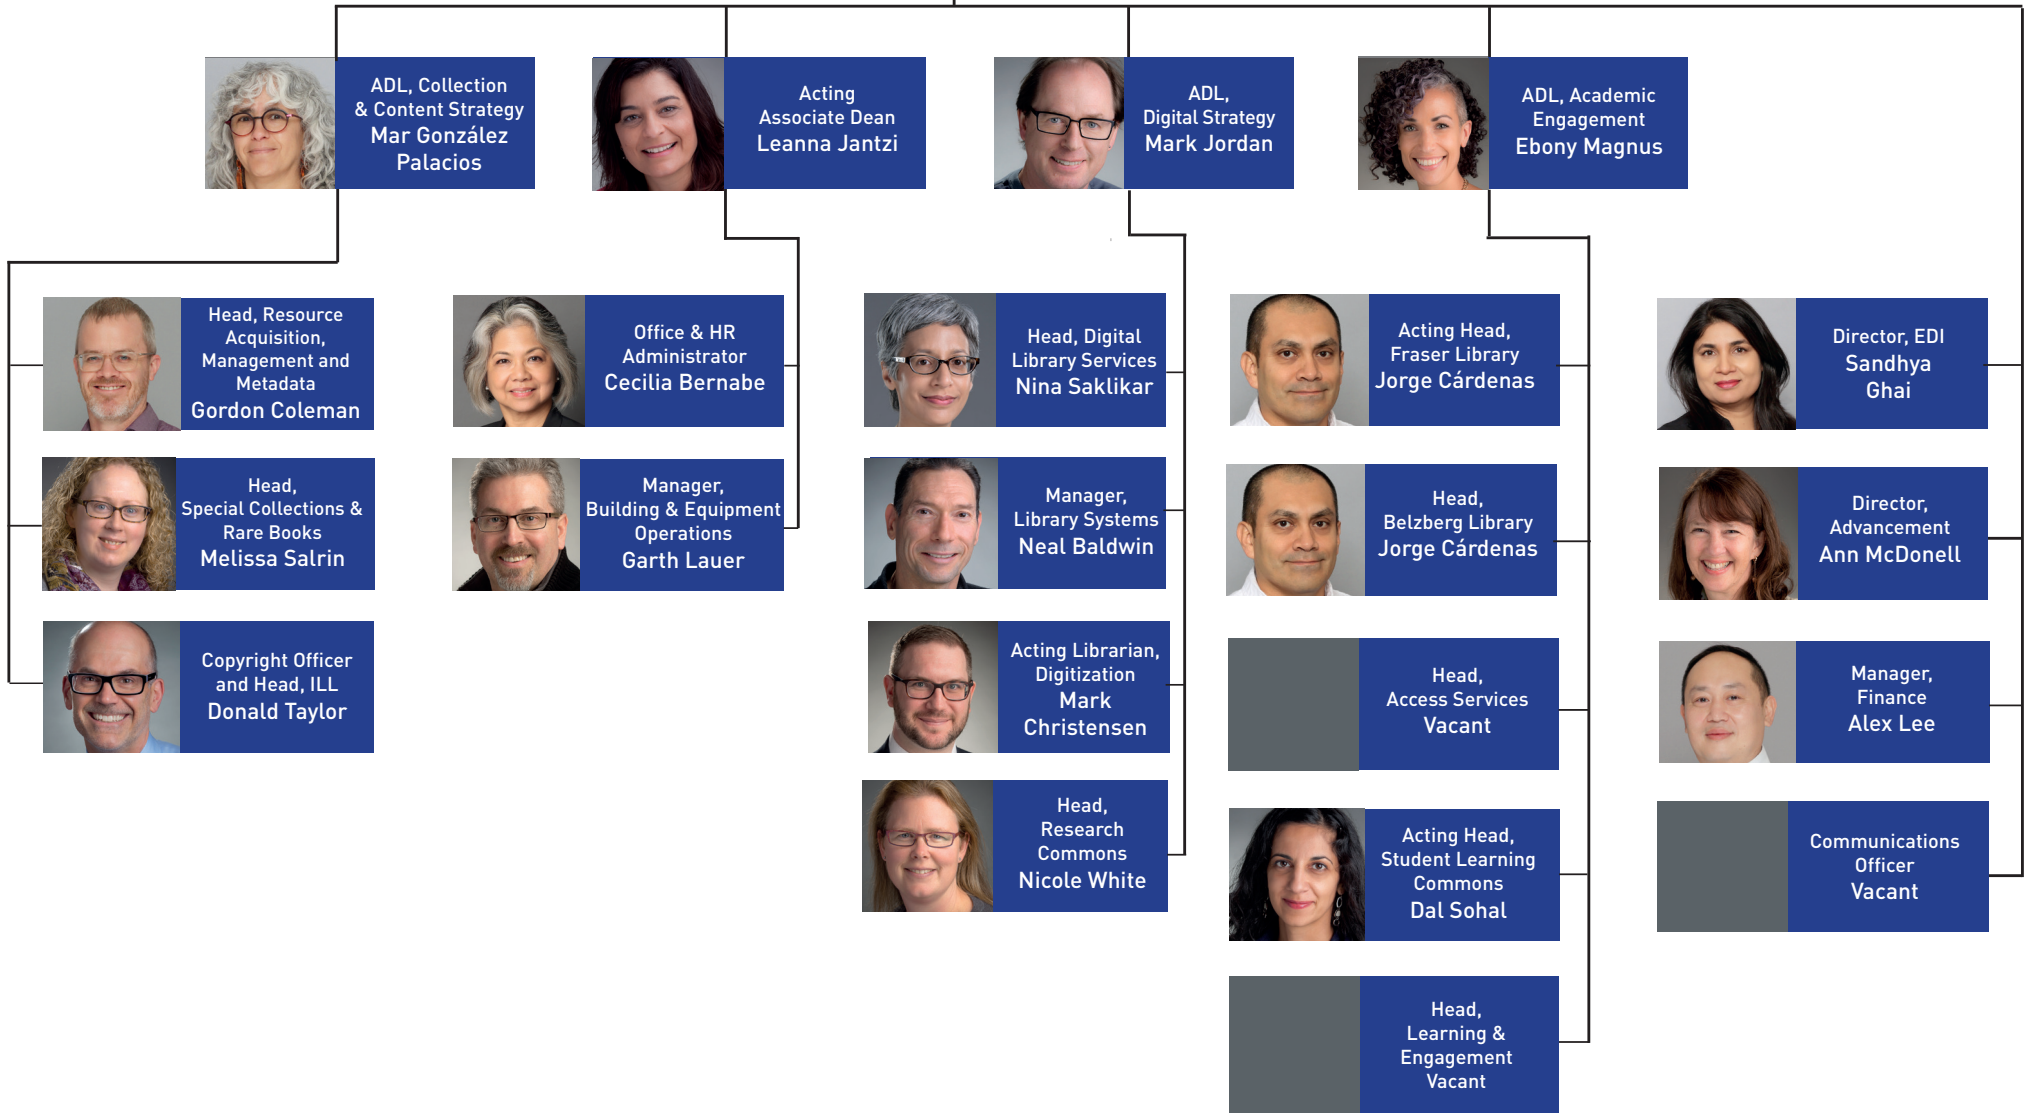 ADL, Collection
& Content Strategy
Mar González
Palacios
Acting
Associate Dean
Leanna Jantzi
ADL,
Digital Strategy
Mark Jordan
ADL, Academic
Engagement
Ebony Magnus
Head, Resource
Acquisition,
Management and
Metadata
Gordon Coleman
Head,
Special Collections &
Rare Books
Melissa Salrin
Copyright Officer
and Head, ILL
Donald Taylor
Office & HR
Administrator
Cecilia Bernabe
Manager,
Building & Equipment
Operations
Garth Lauer
Head, Digital
Library Services
Nina Saklikar
Manager,
Library Systems
Neal Baldwin
Acting Librarian,
Digitization
Mark
Christensen
Head,
Research
Commons
Nicole White
Acting Head,
Fraser Library
Jorge Cárdenas
Head,
Belzberg Library
Jorge Cárdenas
Head,
Access Services
Vacant
Acting Head,
Student Learning
Commons
Dal Sohal
Head,
Learning &
Engagement
Vacant
Director, EDI
Sandhya
Ghai
Director,
Advancement
Ann McDonell
Manager,
Finance
Alex Lee
Communications
Officer
Vacant